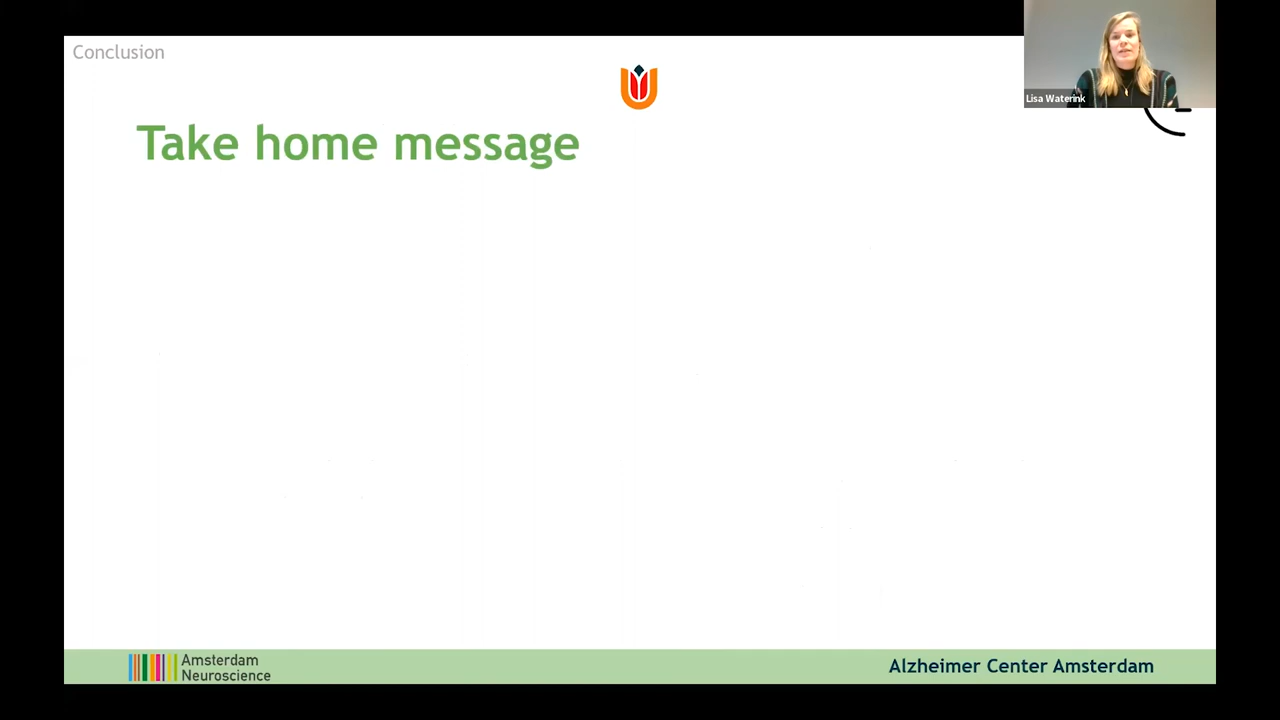 Conclusion
Lisa Waterink
Take home message
Amsterdam
Neuroscience
Alzheimer Center Amsterdam